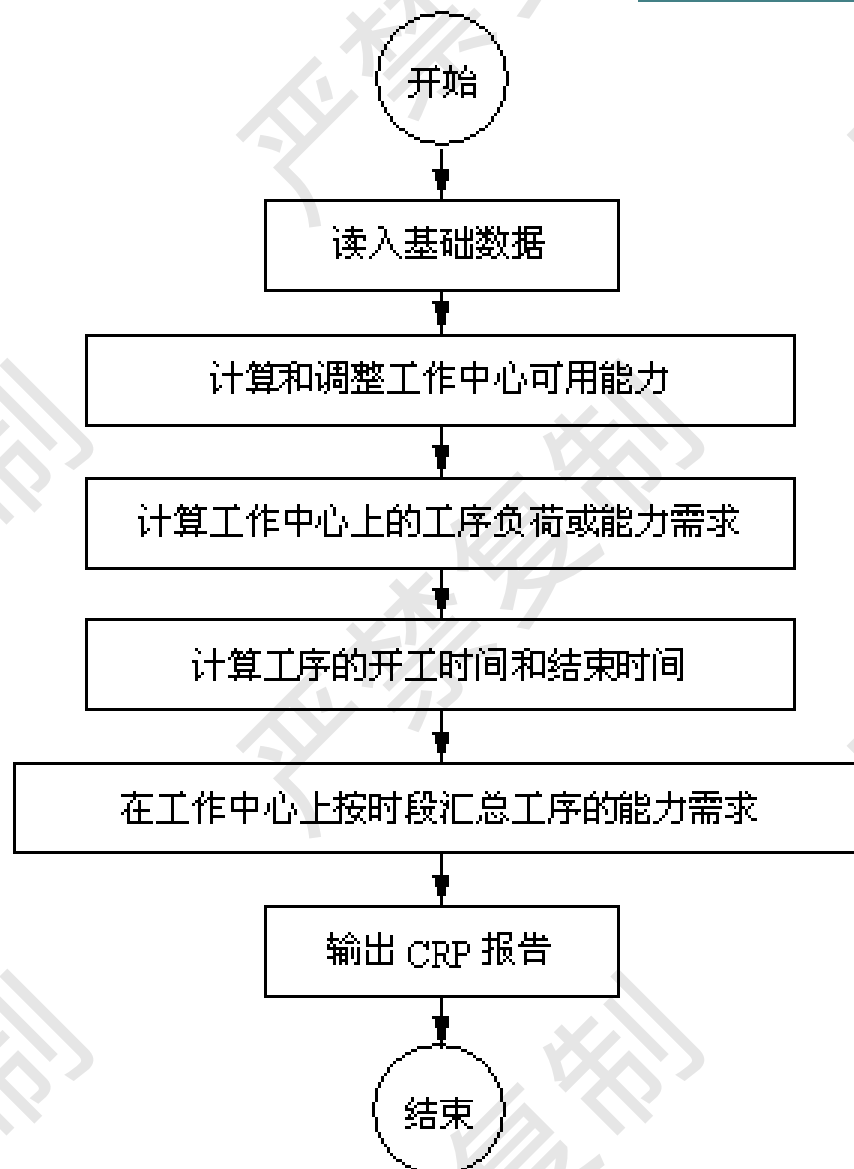 开始
读入基础数据
计算和调整工作中心可用能力
计算工作中心上的工序负荷或能力需求
计算工序的开工时间和结束时间
在工作中心上按时段汇总工序的能力需求
输出 CRP 报告
结束
严禁复制